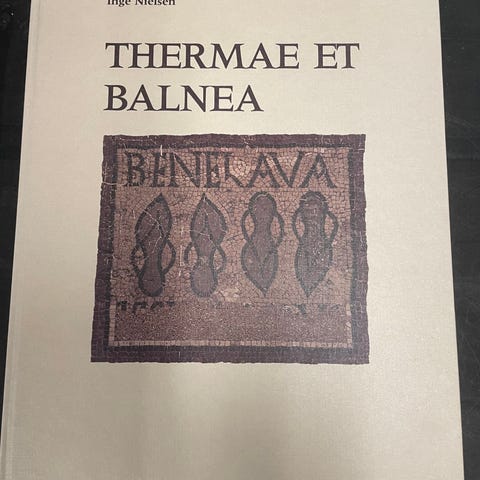 Inge Nielsen
THERMAE ET
BALNEA
BENE LAVA